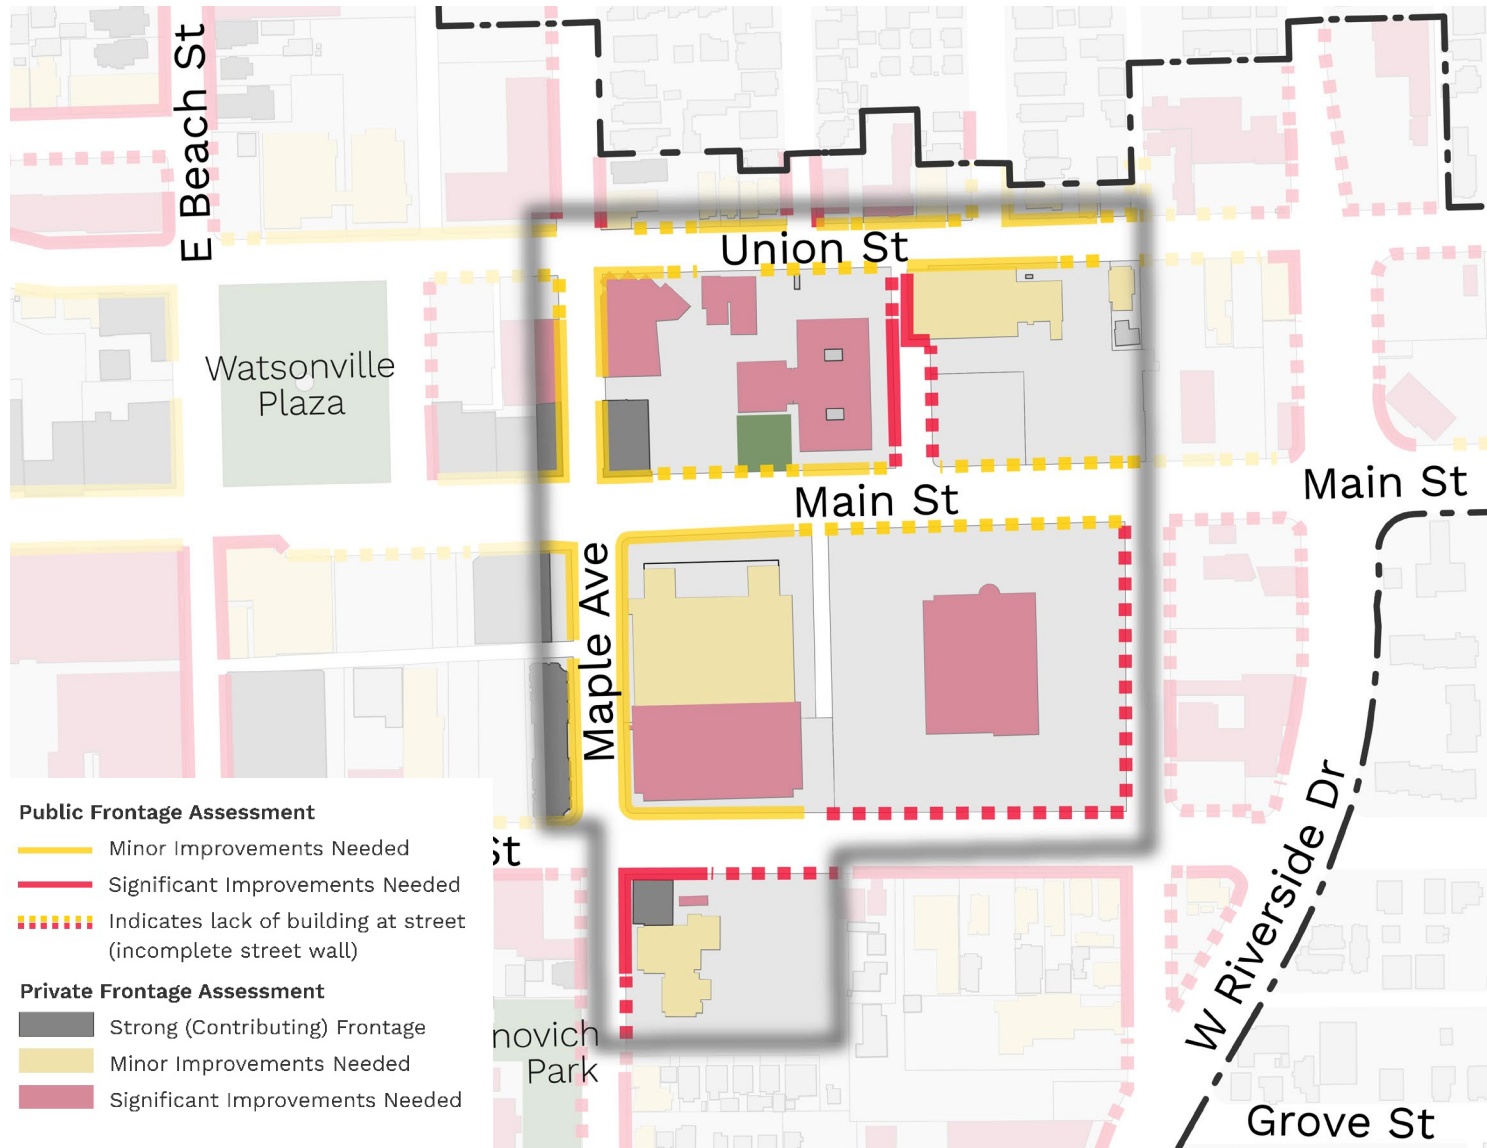 E Beach St
Union St
Watsonville
Plaza
Main St
Main St
Maple Ave
W Riverside Dr
St
novich
Park
Grove St
Public Frontage Assessment
Minor Improvements Needed
Significant Improvements Needed
Indicates lack of building at street
(incomplete street wall)
Private Frontage Assessment
Strong (Contributing) Frontage
Minor Improvements Needed
Significant Improvements Needed